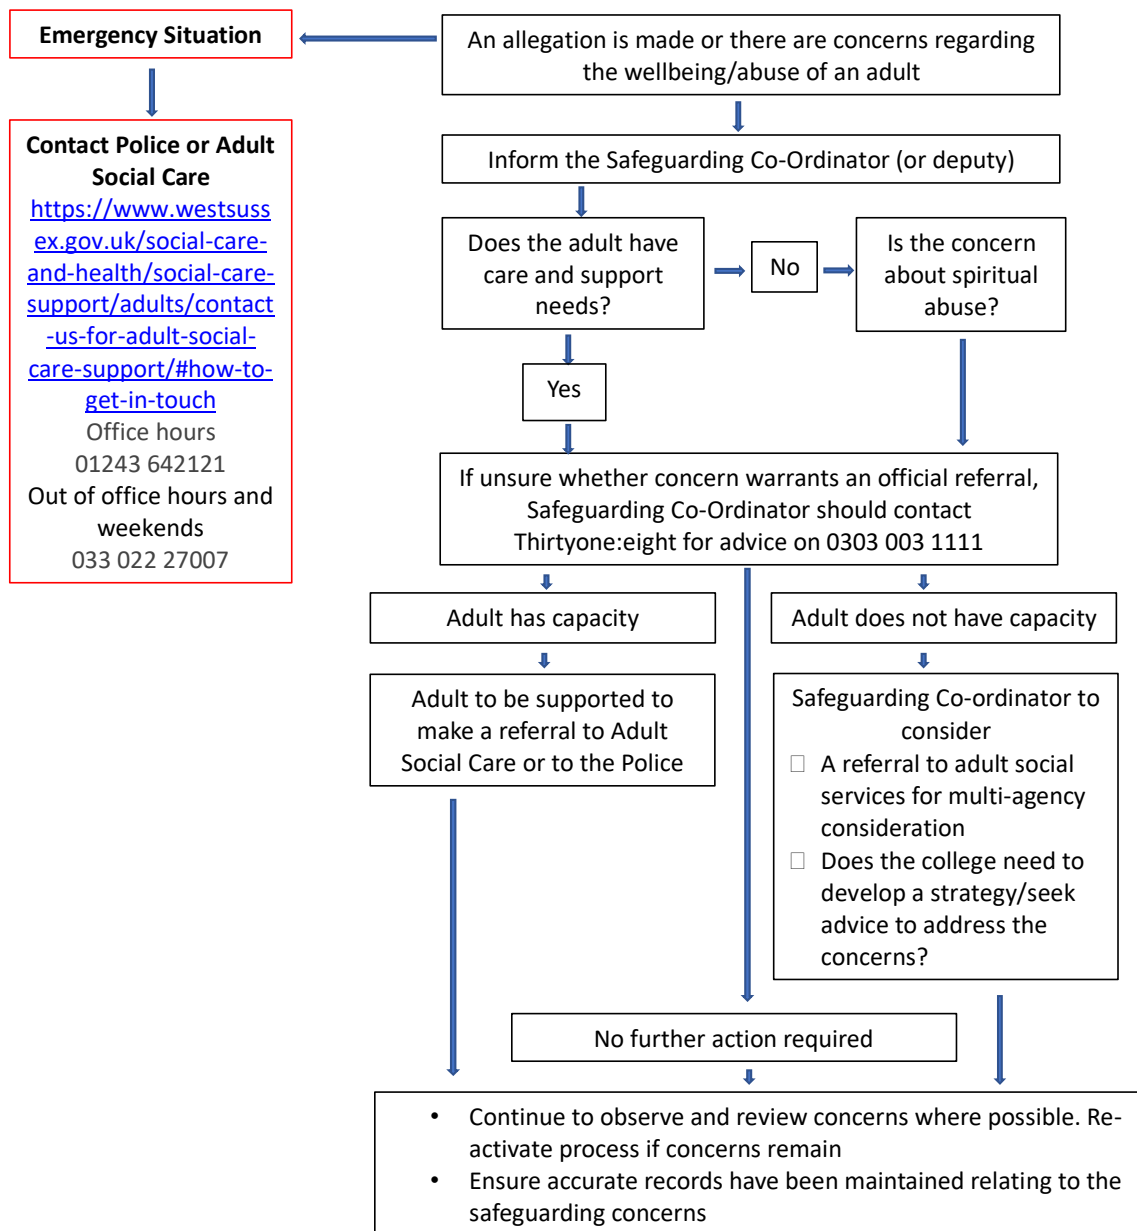 Emergency Situation
An allegation is made or there are concerns regarding
the wellbeing/abuse of an adult
Contact Police or Adult
Social Care
https://www.westsuss
ex.gov.uk/social-care-
and-health/social-care-
support/adults/contact
-us-for-adult-social-
care-support/#how-to-
get-in-touch
Office hours
01243 642121
Out of office hours and
weekends
033 022 27007
Inform the Safeguarding Co-Ordinator (or deputy)
Does the adult have
care and support
needs?
No
Is the concern
about spiritual
abuse?
Yes
If unsure whether concern warrants an official referral,
Safeguarding Co-Ordinator should contact
Thirtyone:eight for advice on 0303 003 1111
Adult has capacity
Adult does not have capacity
Adult to be supported to
make a referral to Adult
Social Care or to the Police
Safeguarding Co-ordinator to
consider
□ A referral to adult social
services for multi-agency
consideration
□ Does the college need to
develop a strategy/seek
advice to address the
concerns?
No further action required
• Continue to observe and review concerns where possible. Re-
activate process if concerns remain
• Ensure accurate records have been maintained relating to the
safeguarding concerns